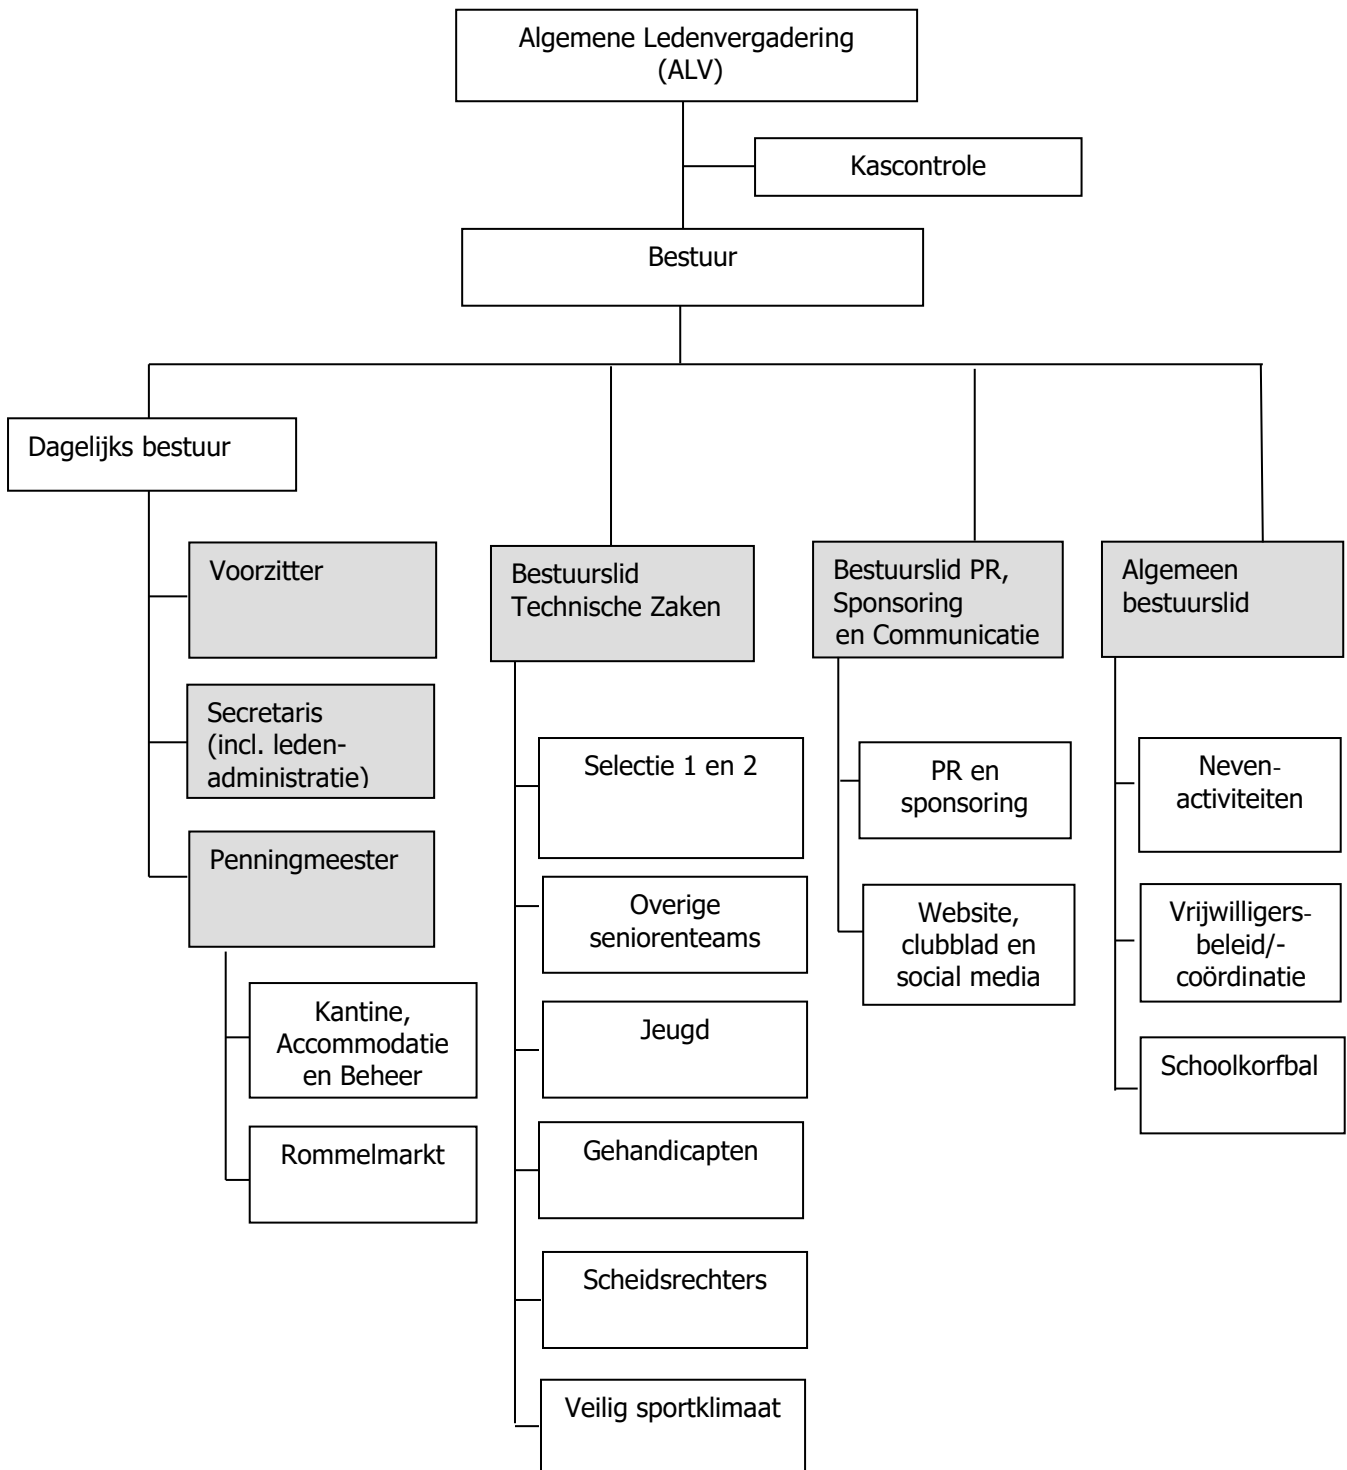 Algemene Ledenvergadering
(ALV)
Kascontrole
Bestuur
Dagelijks bestuur
Voorzitter
Secretaris
(incl. leden-
administratie)
Penningmeester
Kantine,
Accommodatie
en Beheer
Rommelmarkt
Bestuurslid
Technische Zaken
Selectie 1 en 2
Overige
seniorenteams
Jeugd
Gehandicapten
Scheidsrechters
Veilig sportklimaat
Bestuurslid PR,
Sponsoring
en Communicatie
PR en
sponsoring
Website,
clubblad en
social media
Algemeen
bestuurslid
Neven-
activiteiten
Vrijwilligers-
beleid/-
coördinatie
Schoolkorfbal